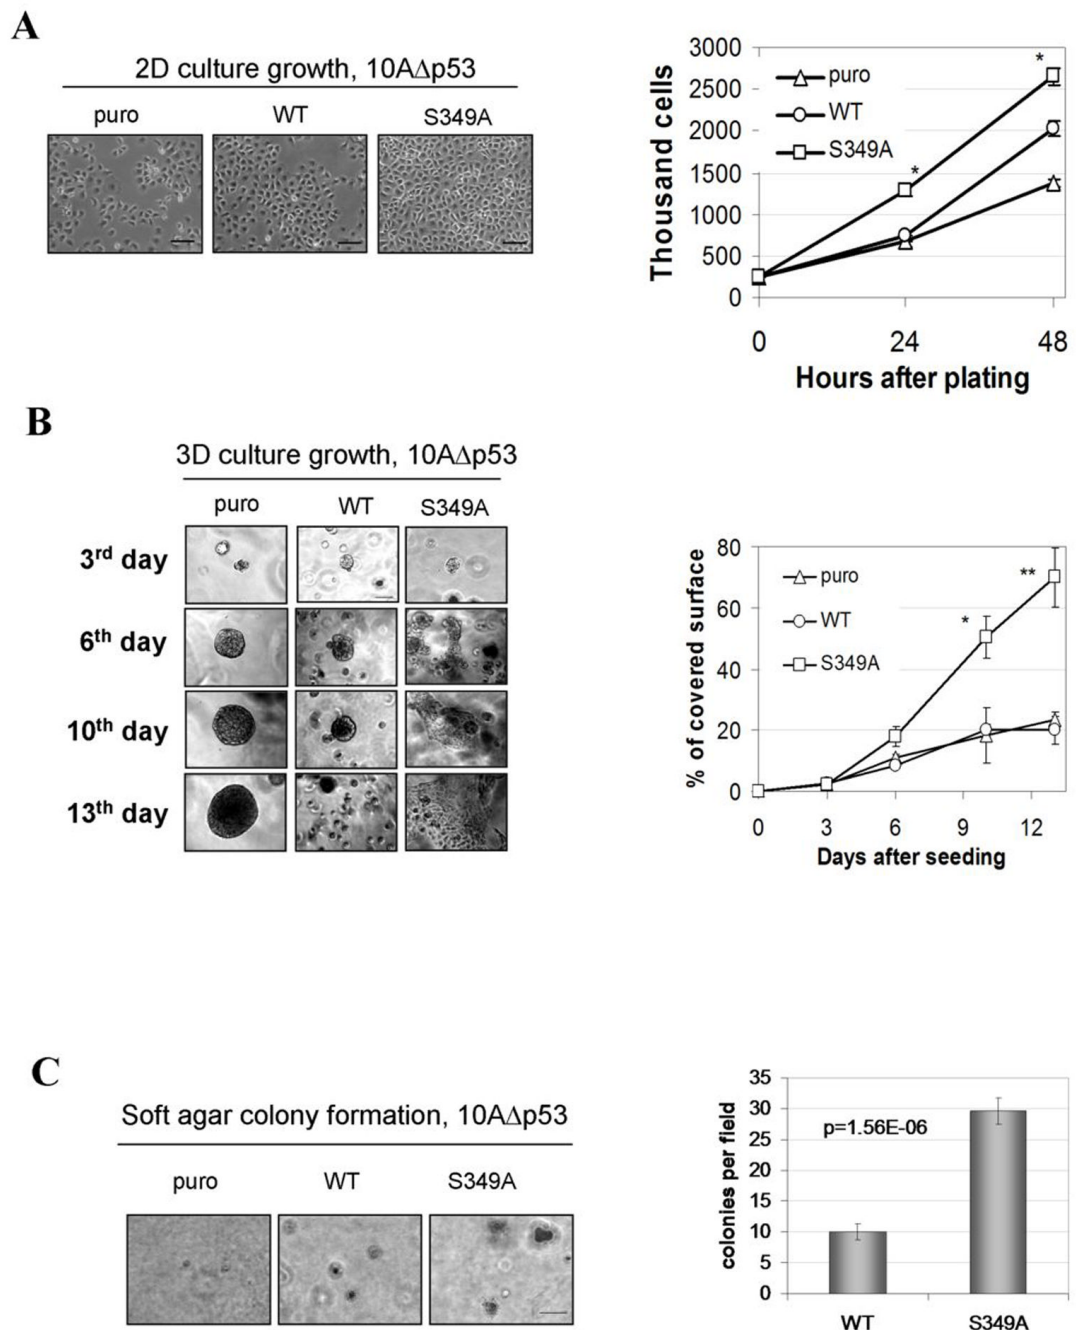 A
2D culture growth, 10AΔp53
puro WT S349A
3000
2500
2000
1500
1000
500
0
Thousand cells
puro
WT
S349A
*
*
0 24 48
Hours after plating
B
3D culture growth, 10AΔp53
puro WT S349A
3rd day
6th day
10th day
13th day
80
60
40
20
0
% of covered surface
puro
WT
S349A
*
**
0 3 6 9 12
Days after seeding
C
Soft agar colony formation, 10AΔp53
puro WT S349A
35
30
25
20
15
10
5
0
colonies per field
p=1.56E-06
WT S349A